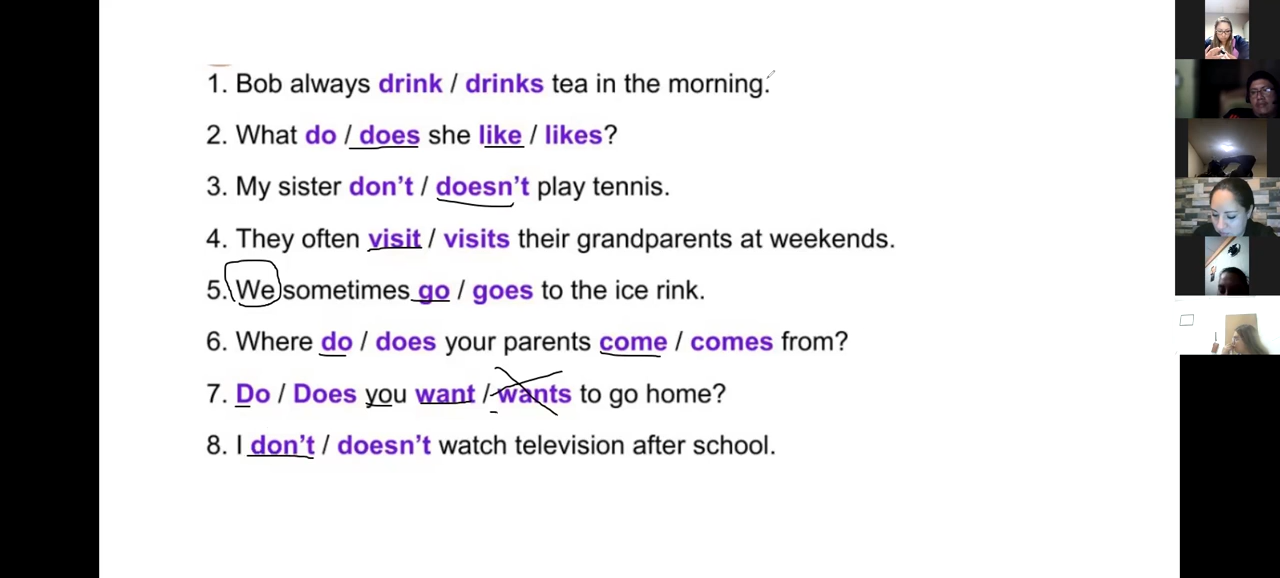 1. Bob always drink / drinks tea in the morning.
2. What do / does she like / likes?
3. My sister don't / doesn't play tennis.
4. They often visit / visits their grandparents at weekends.
5. We sometimes go / goes to the ice rink.
6. Where do / does your parents come / comes from?
7. Do / Does you want / wants to go home?
8. I don't / doesn't watch television after school.